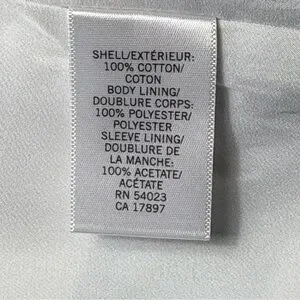 SHELL/EXTÉRIEUR:
100% COTTON/
COTON
BODY LINING/
DOUBLURE CORPS:
100% POLYESTER/
POLYESTER
SLEEVE LINING/
DOUBLURE DE
LA MANCHE:
100% ACETATE/
ACÉTATE
RN 54023
CA 17897